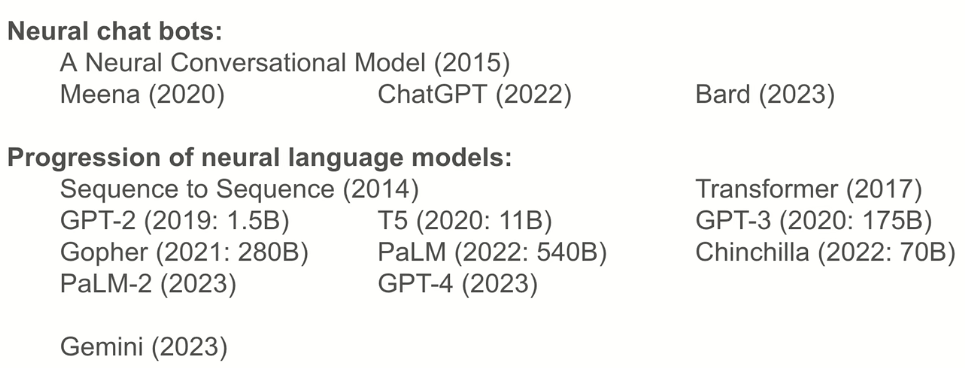 Neural chat bots:
A Neural Conversational Model (2015)
Meena (2020) ChatGPT (2022) Bard (2023)
Progression of neural language models:
Sequence to Sequence (2014) Transformer (2017)
GPT-2 (2019: 1.5B) T5 (2020: 11B) GPT-3 (2020: 175B)
Gopher (2021: 280B) PaLM (2022: 540B) Chinchilla (2022: 70B)
PaLM-2 (2023) GPT-4 (2023)
Gemini (2023)